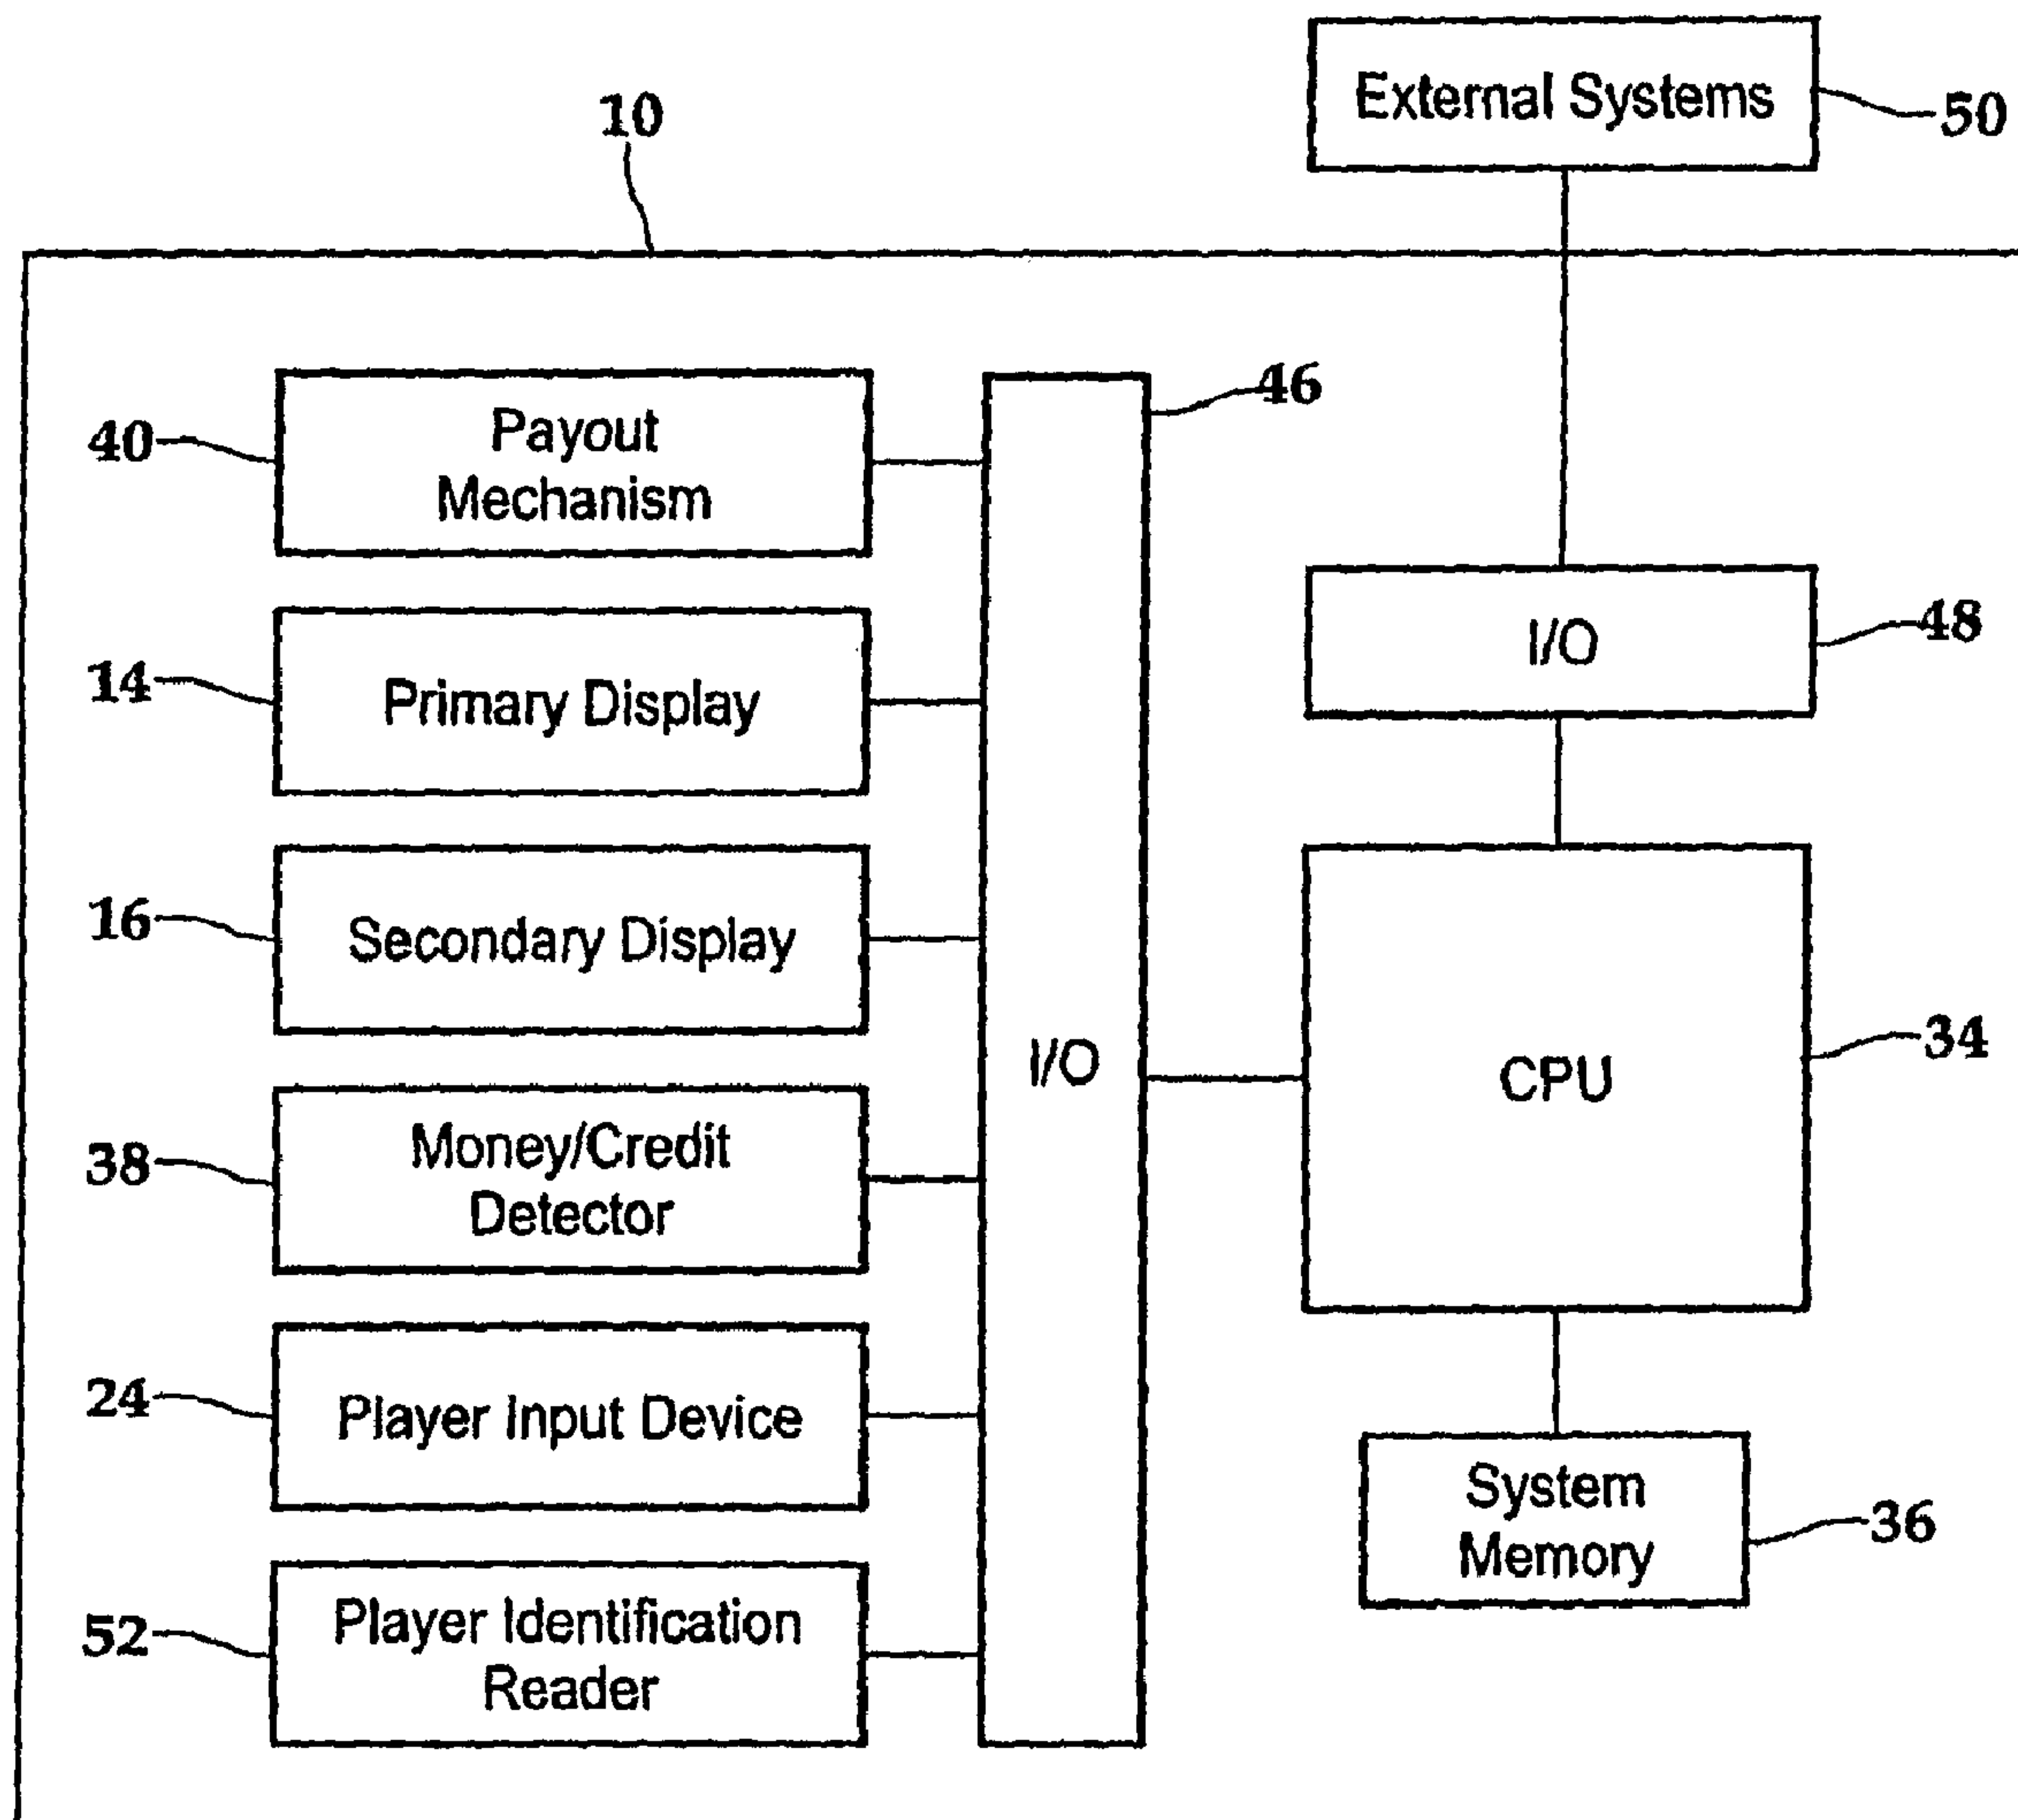 External Systems
50
10
46
40
Payout
Mechanism
I/O
48
14
Primary Display
16
Secondary Display
I/O
CPU
34
38
Money/Credit
Detector
24
Player Input Device
System
Memory
36
52
Player Identification
Reader